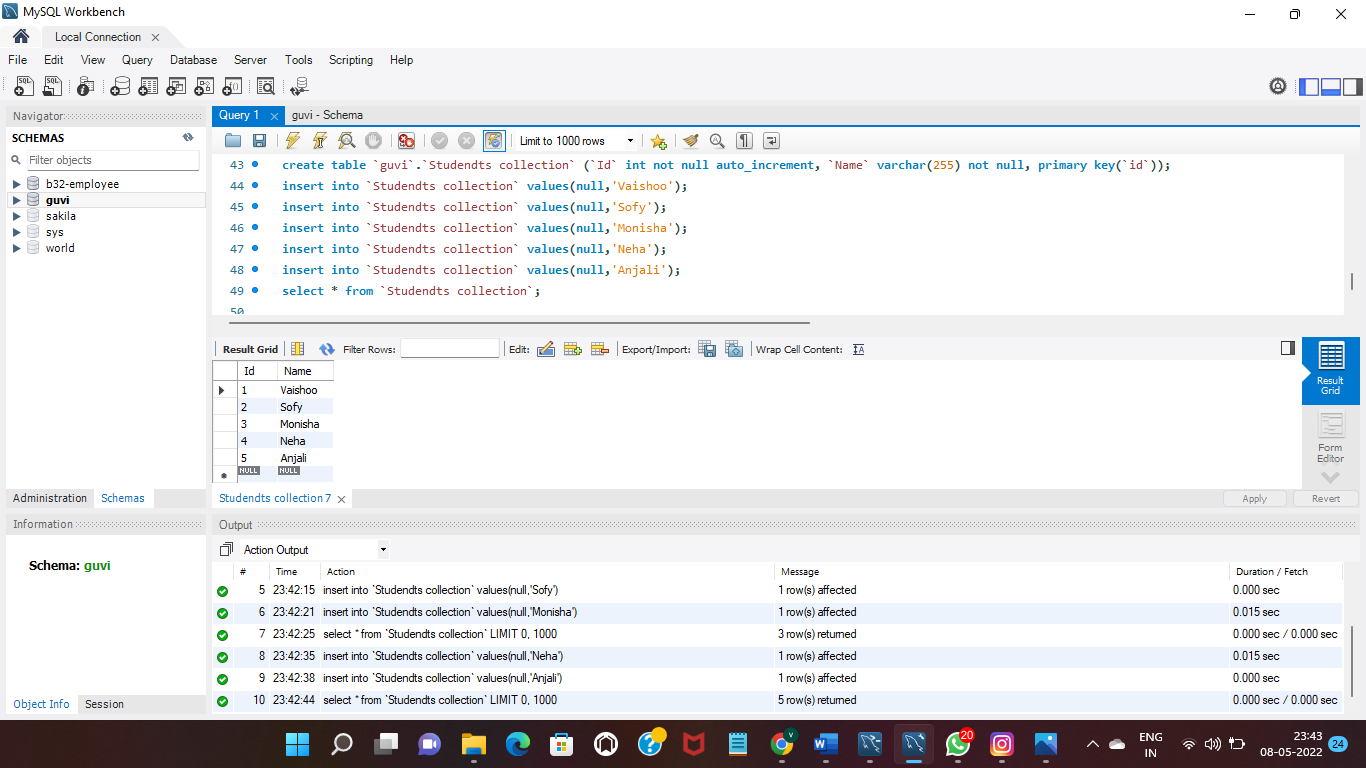 MySQL Workbench
Local Connection
File Edit View Query Database Server Tools Scripting Help
Navigator
SCHEMAS
Filter objects
b32-employee
guvi
sakila
sys
world
Administration Schemas
Information
Schema: guvi
Object Info Session
Query 1 guvi - Schema
Limit to 1000 rows
43 create table `guvi`.`Studendts collection` (`Id` int not null auto_increment, `Name` varchar(255) not null, primary key(`id`));
44 insert into `Studendts collection` values(null,'Vaishoo');
45 insert into `Studendts collection` values(null,'Sofy');
46 insert into `Studendts collection` values(null,'Monisha');
47 insert into `Studendts collection` values(null,'Neha');
48 insert into `Studendts collection` values(null,'Anjali');
49 select * from `Studendts collection`;
50
Result Grid Filter Rows: Edit: Export/Import: Wrap Cell Content:
Id Name
1 Vaishoo
2 Sofy
3 Monisha
4 Neha
5 Anjali
NULL NULL
Result
Grid
Form
Editor
Studendts collection 7 Apply Revert
Output
Action Output
# Time Action Message Duration / Fetch
5 23:42:15 insert into `Studendts collection` values(null,'Sofy') 1 row(s) affected 0.000 sec
6 23:42:21 insert into `Studendts collection` values(null,'Monisha') 1 row(s) affected 0.015 sec
7 23:42:25 select * from `Studendts collection` LIMIT 0, 1000 3 row(s) returned 0.000 sec / 0.000 sec
8 23:42:35 insert into `Studendts collection` values(null,'Neha') 1 row(s) affected 0.015 sec
9 23:42:38 insert into `Studendts collection` values(null,'Anjali') 1 row(s) affected 0.000 sec
10 23:42:44 select * from `Studendts collection` LIMIT 0, 1000 5 row(s) returned 0.000 sec / 0.000 sec
20
ENG
IN
23:43
08-05-2022
24